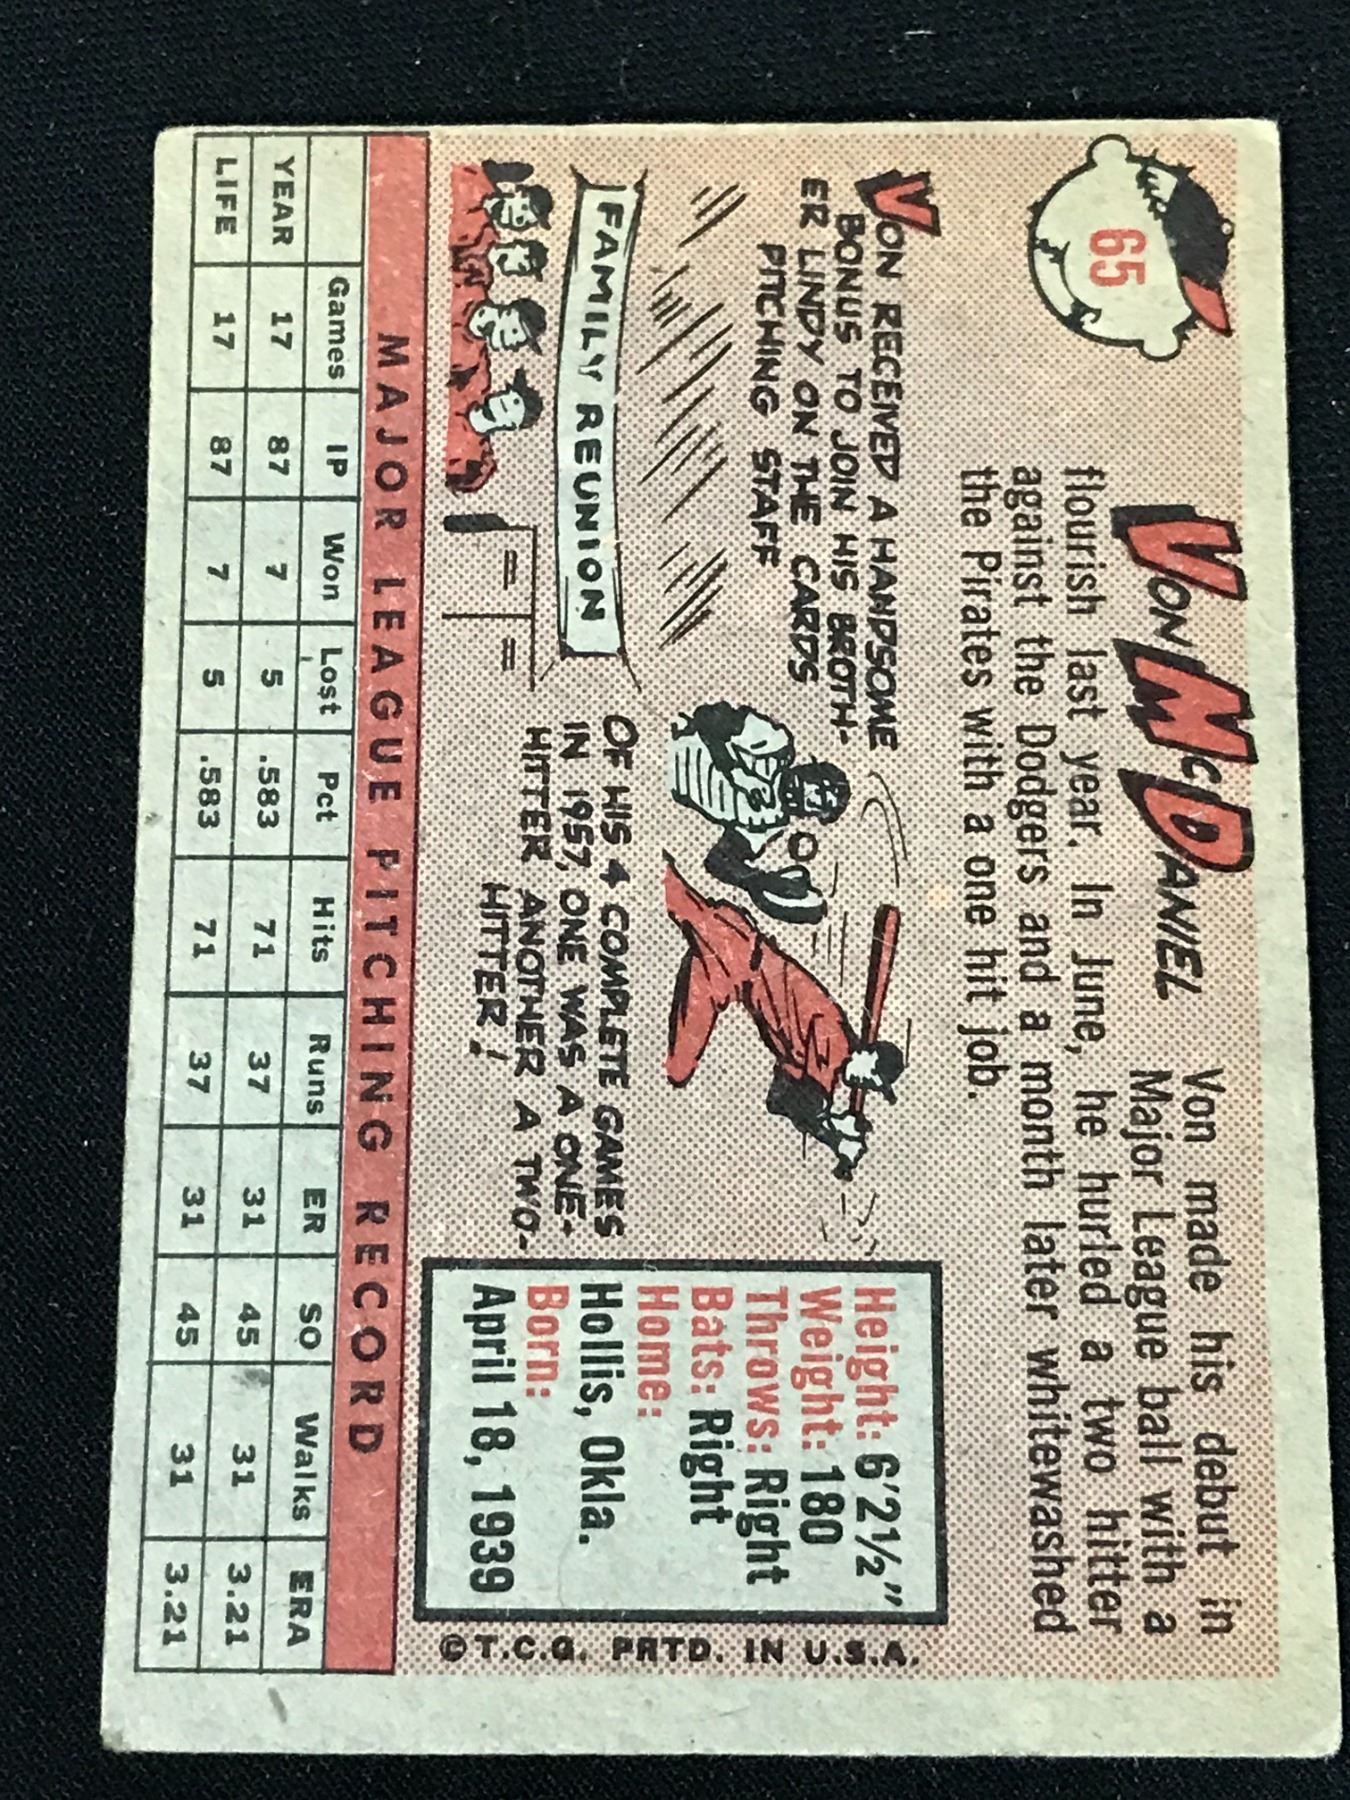 65
VON MCDANIEL
Von made his debut in
Major League ball with a
flourish last year. In June, he hurled a two hitter
against the Dodgers and a month later whitewashed
the Pirates with a one hit job.
VON RECEIVED A HANDSOME
BONUS TO JOIN HIS BROTH-
ER LINDY ON THE CARDS
PITCHING STAFF
FAMILY REUNION
OF HIS 4 COMPLETE GAMES
IN 1957, ONE WAS A ONE-
HITTER ANOTHER A TWO-
HITTER!
Height: 6'2½"
Weight: 180
Throws: Right
Bats: Right
Home:
Hollis, Okla.
Born:
April 18, 1939
©T.C.G. PRTD. IN U.S.A.
MAJOR LEAGUE PITCHING RECORD
Games IP Won Lost Pct Hits Runs ER SO Walks ERA
YEAR 17 87 7 5 .583 71 37 31 45 31 3.21
LIFE 17 87 7 5 .583 71 37 31 45 31 3.21